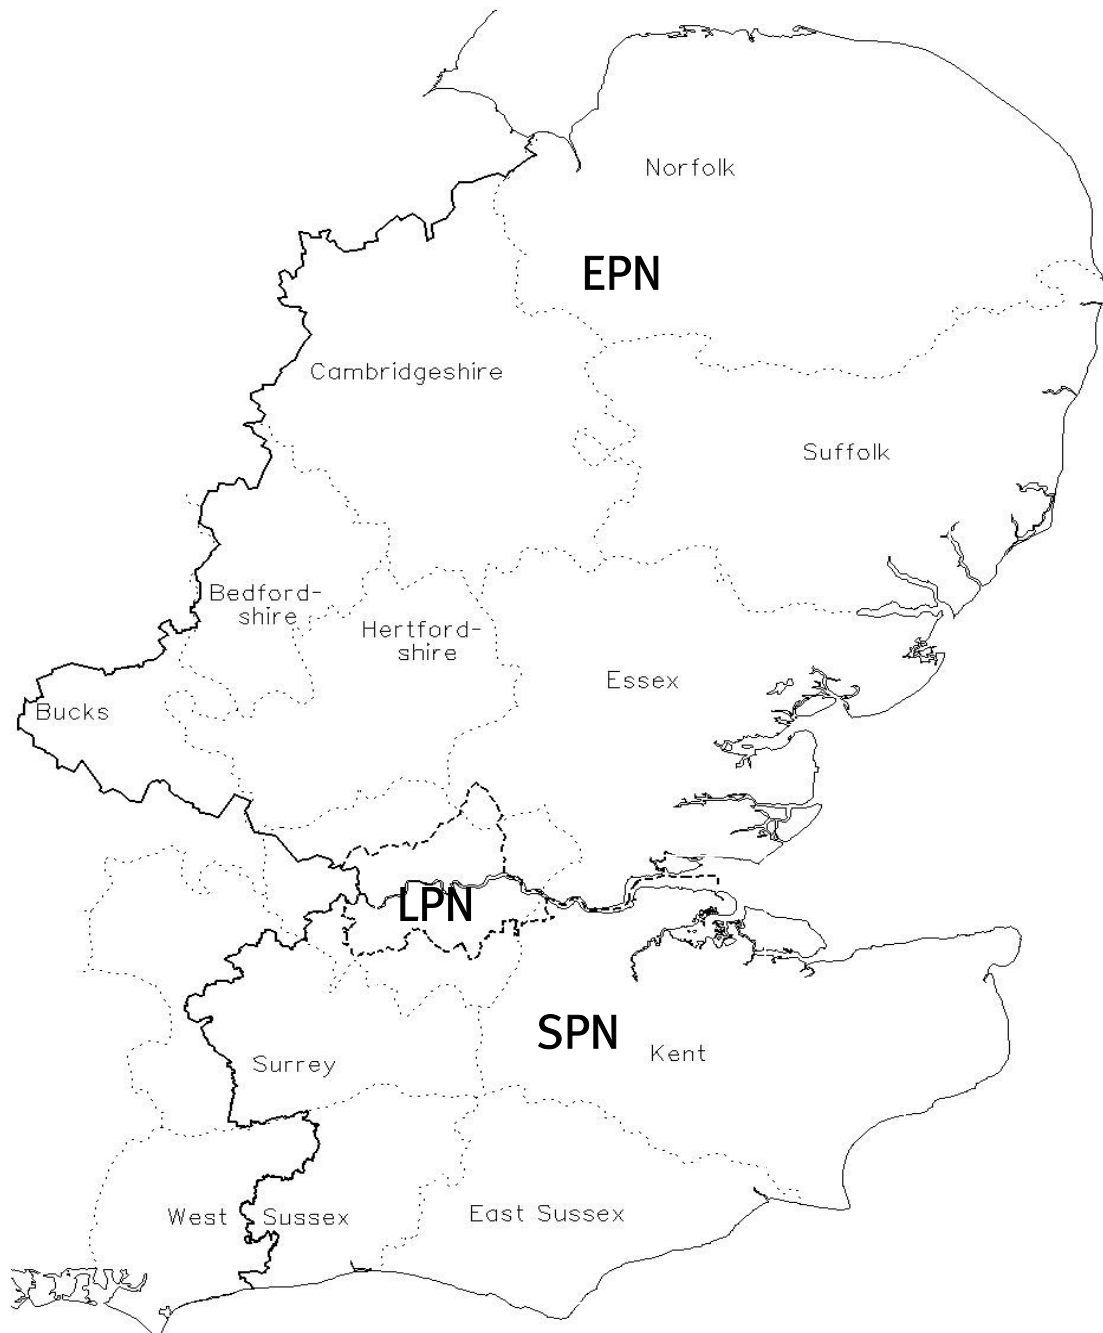 Norfolk
EPN
Cambridgeshire
Suffolk
Bedford-
shire
Hertford-
shire
Essex
Bucks
LPN
SPN
Kent
Surrey
West Sussex
East Sussex